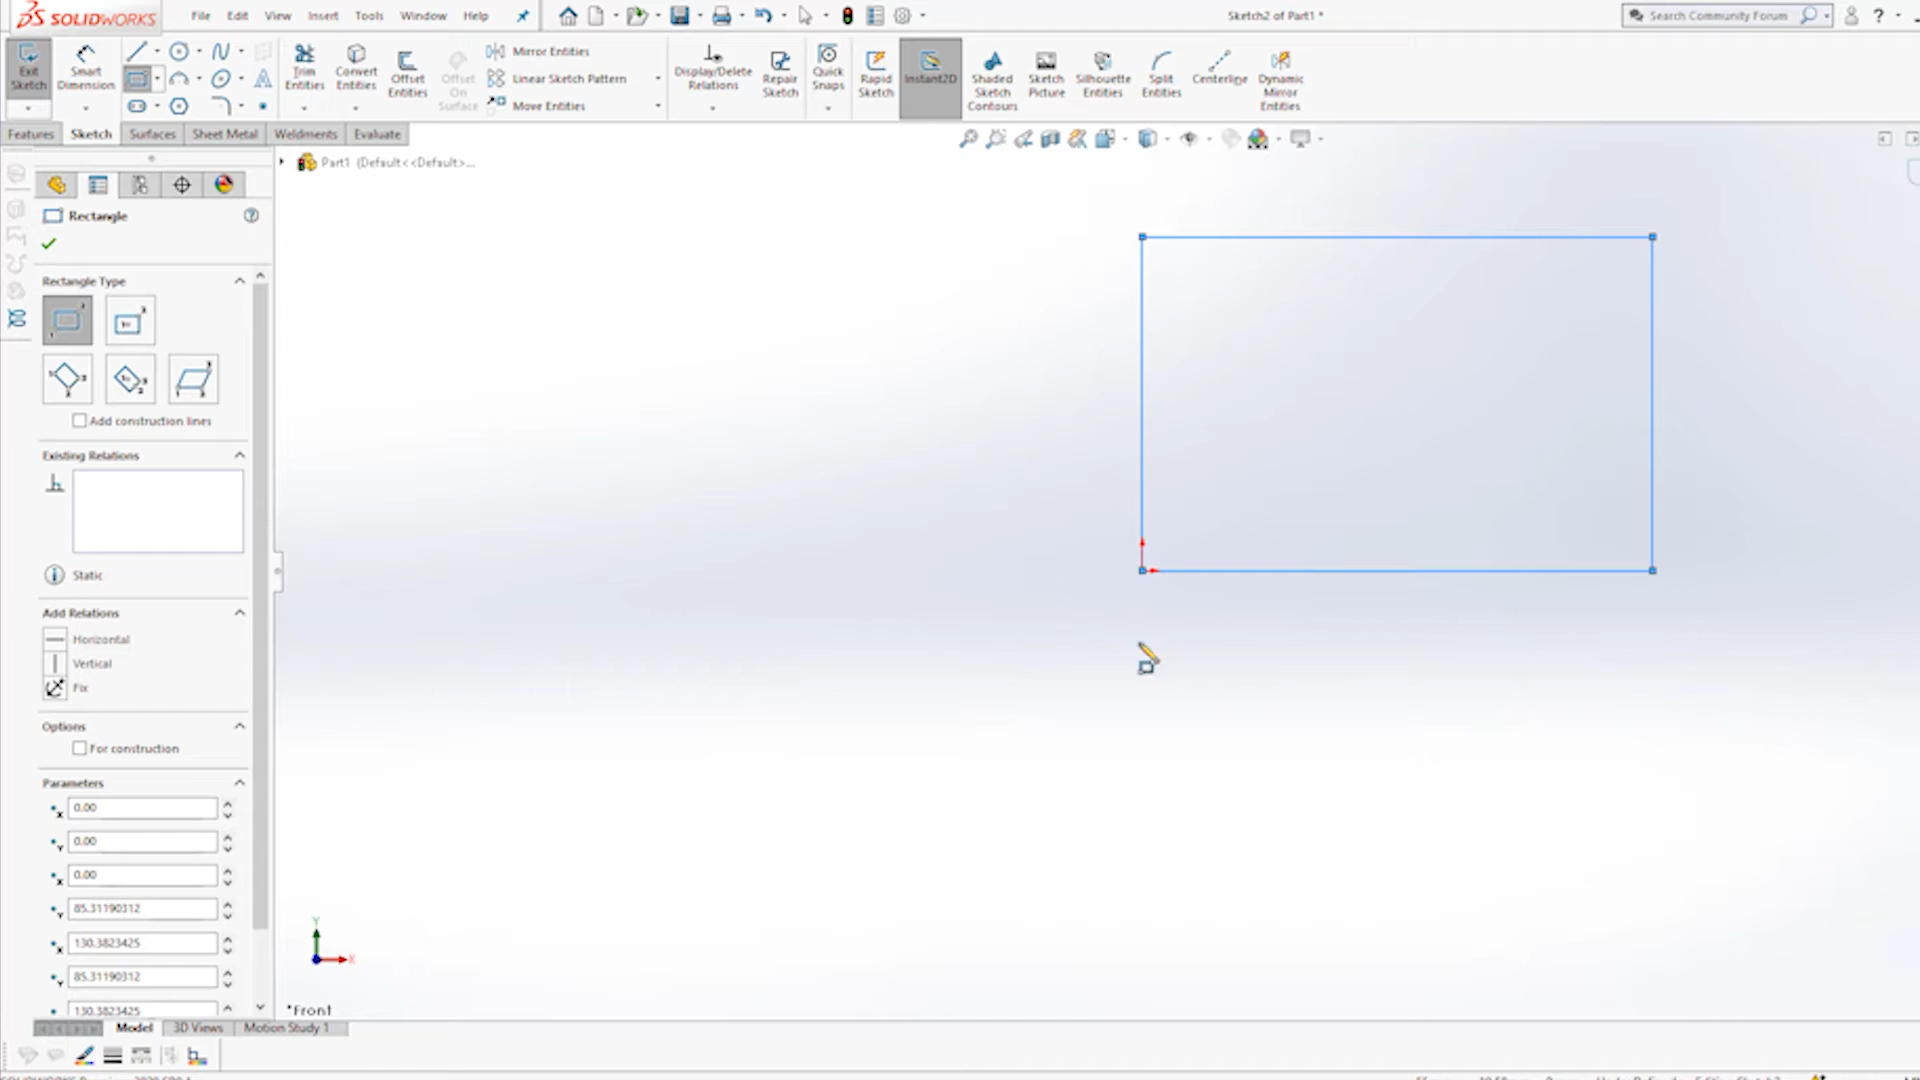 SOLIDWORKS
File Edit View Insert Tools Window Help
Sketch2 of Part1 *
Search Community Forum
?
Exit Sketch
Smart Dimension
Trim Entities
Convert Entities
Offset Entities
Offset On Surface
Mirror Entities
Linear Sketch Pattern
Move Entities
Display/Delete Relations
Repair Sketch
Quick Snaps
Rapid Sketch
Instant2D
Shaded Sketch Contours
Sketch Picture
Silhouette Entities
Split Entities
Centerline
Dynamic Mirror Entities
Features Sketch Surfaces Sheet Metal Weldments Evaluate
Part1 (Default<<Default>...
Rectangle
Rectangle Type
Add construction lines
Existing Relations
Static
Add Relations
Horizontal
Vertical
Fix
Options
For construction
Parameters
0.00
0.00
0.00
85.31190312
130.3823425
85.31190312
130.3823425
Y
X
*Front
Model 3D Views Motion Study 1